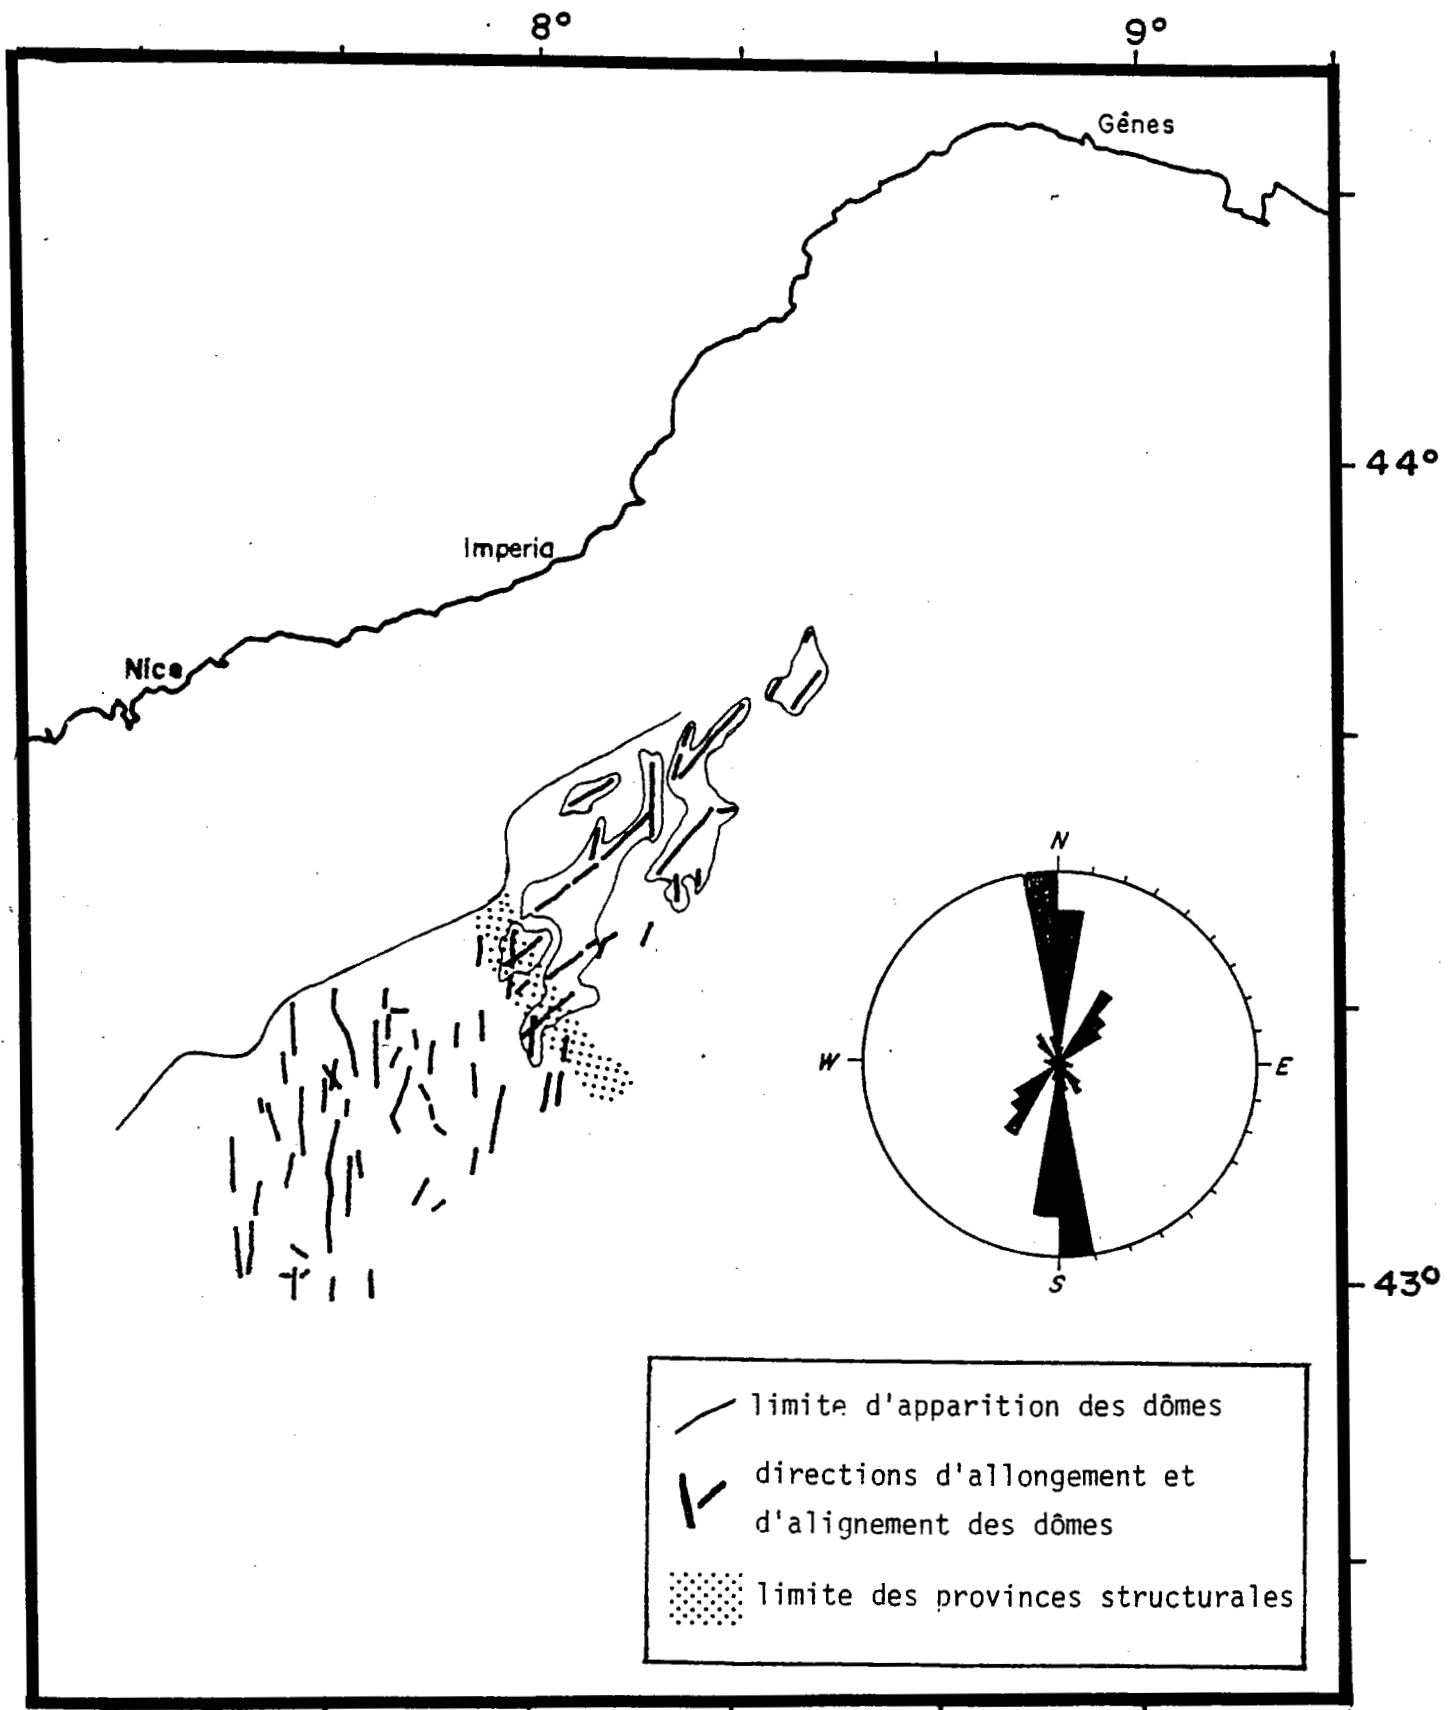 8°
9°
Gênes
44°
Imperia
Nice
N
W
E
S
43°
limite d'apparition des dômes
directions d'allongement et
d'alignement des dômes
limite des provinces structurales